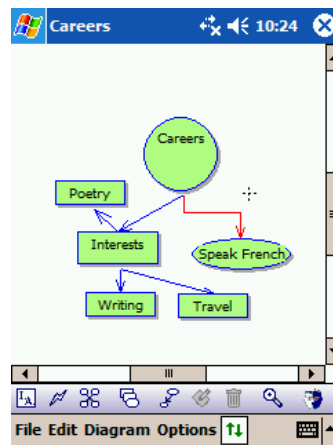 Careers 10:24
Careers
Poetry
Interests
Speak French
Writing
Travel
File Edit Diagram Options